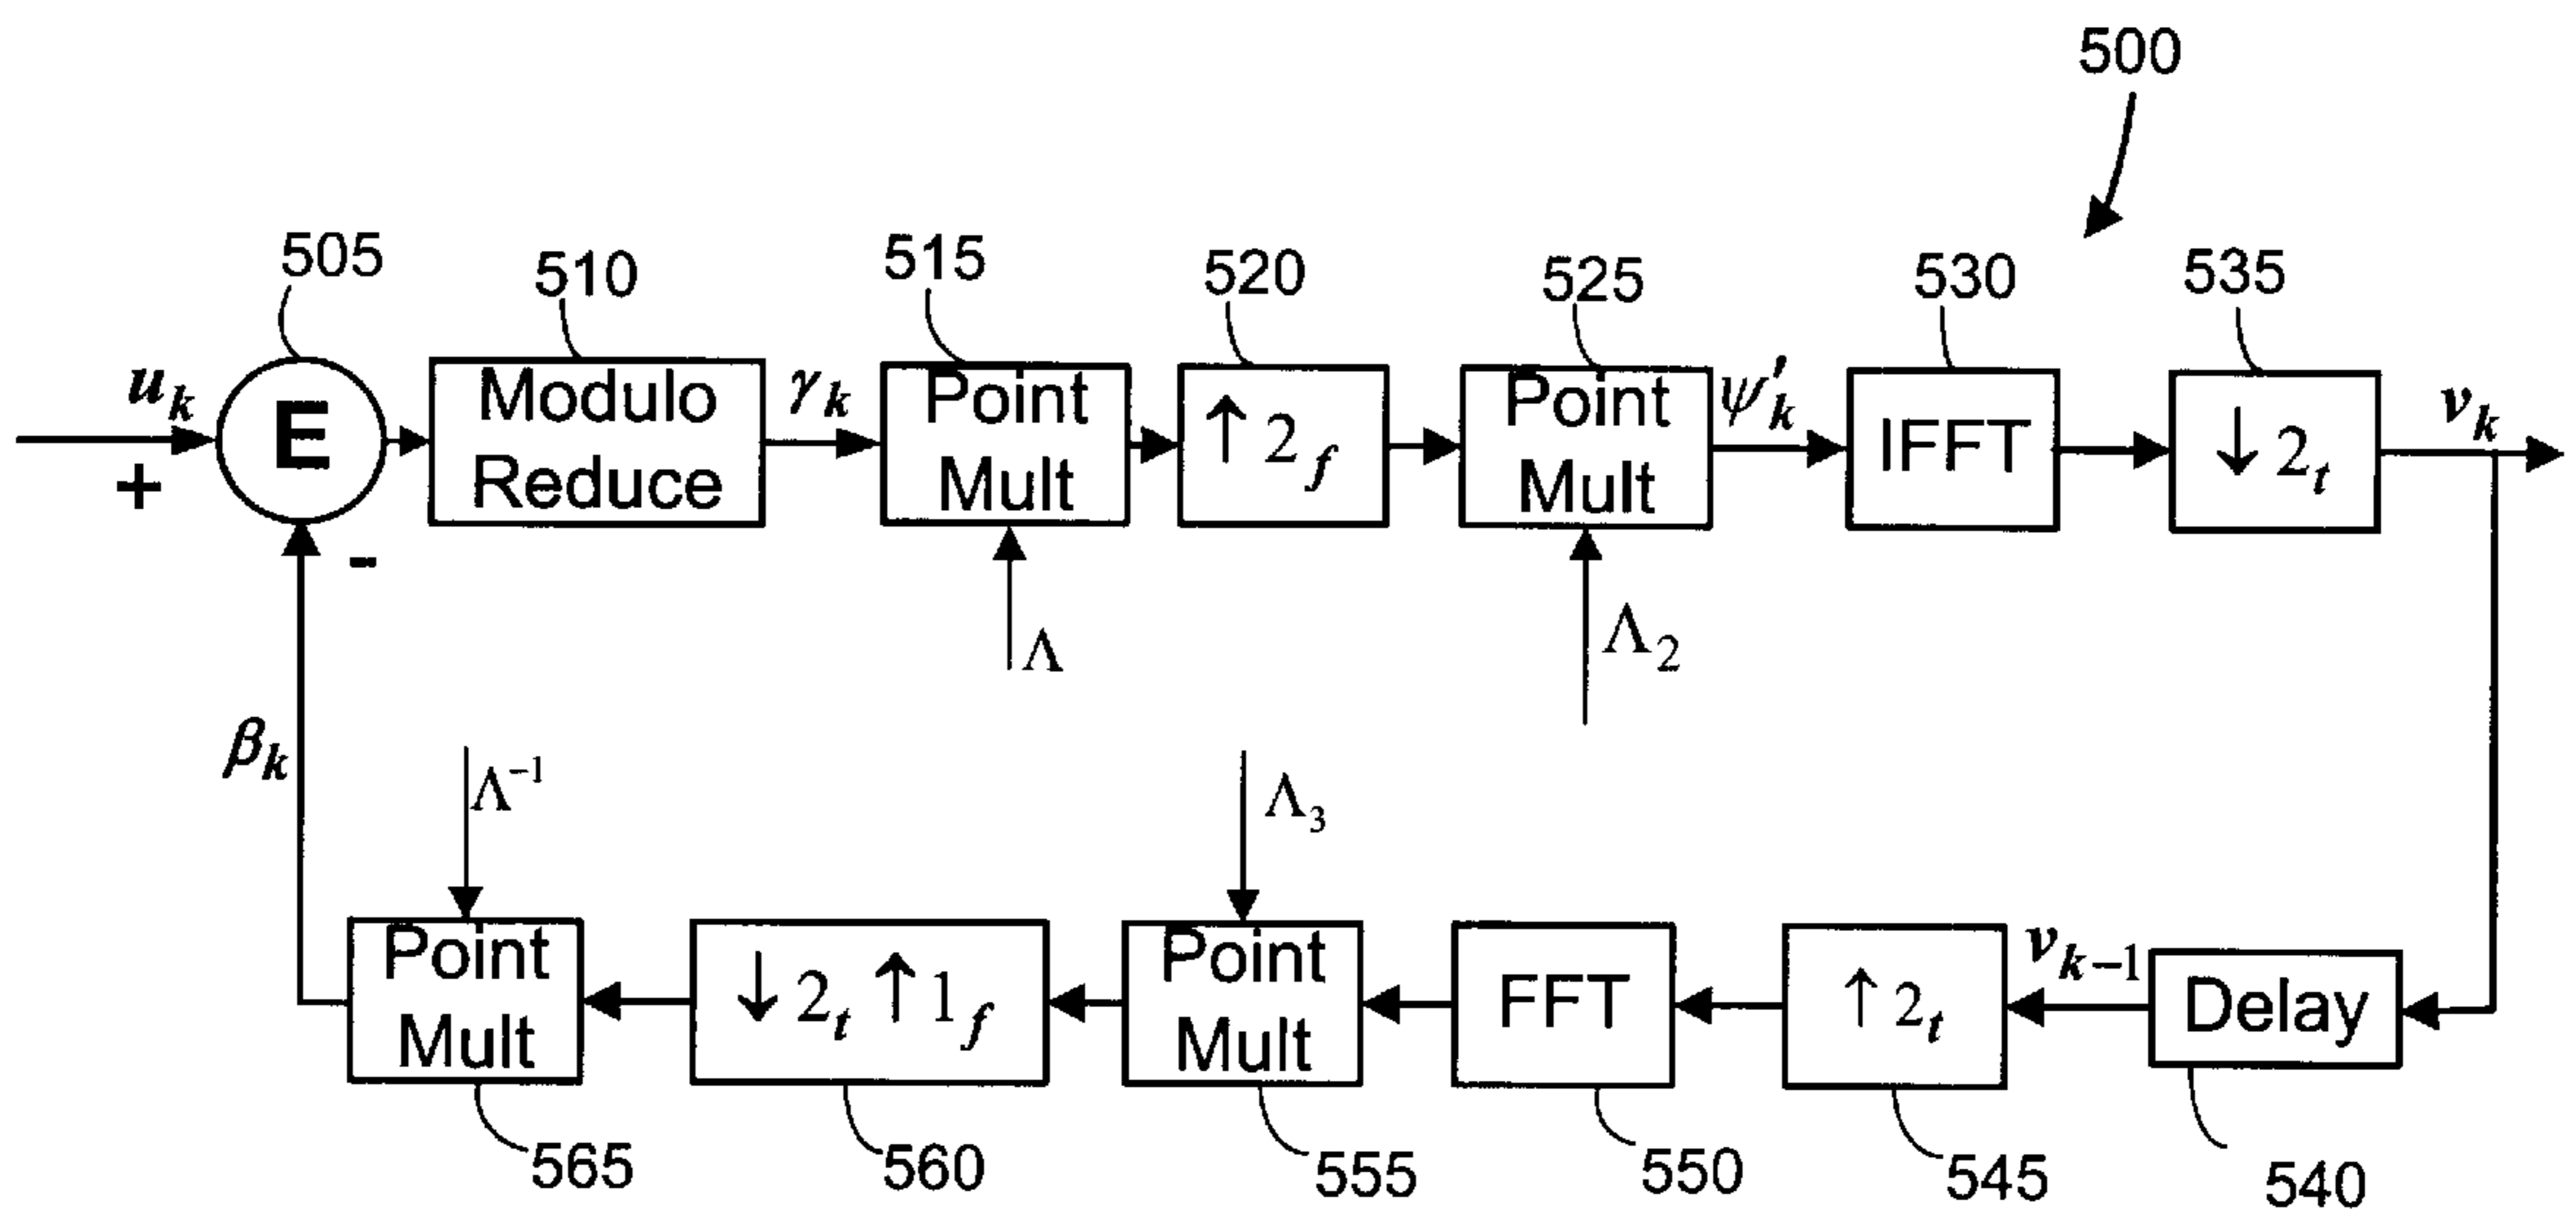 500
505
510
515
520
525
530
535
u_k
+
E
-
Modulo
Reduce
γ_k
Point
Mult
Λ
↑ 2_f
Point
Mult
Λ_2
ψ'_k
IFFT
↓ 2_t
v_k
β_k
Λ^{-1}
Point
Mult
↓ 2_t ↑ 1_f
Λ_3
Point
Mult
FFT
↑ 2_t
v_{k-1}
Delay
565
560
555
550
545
540